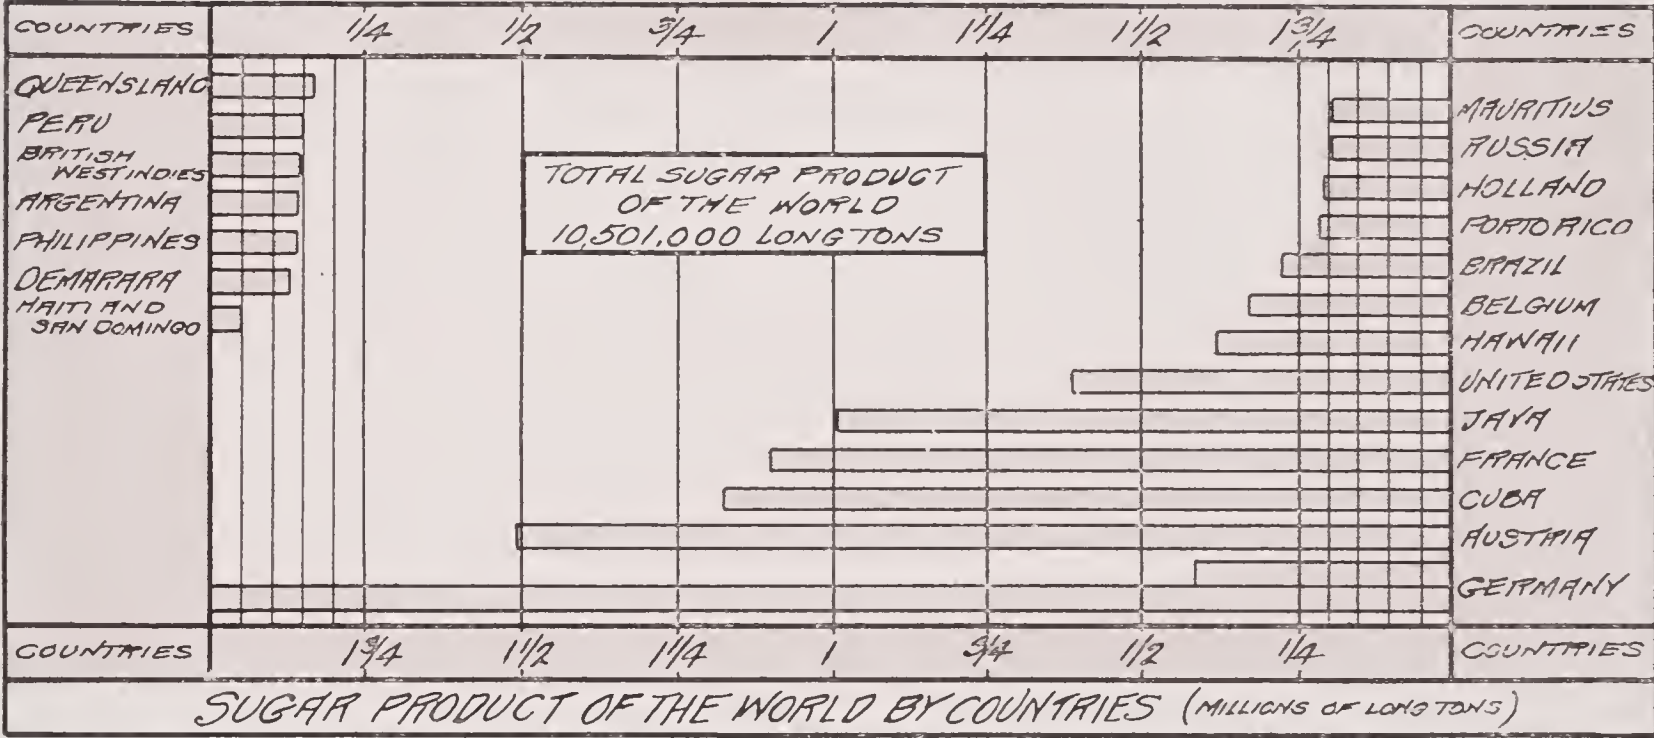 COUNTRIES 1/4 1/2 3/4 1 1 1/4 1 1/2 1 3/4 COUNTRIES
QUEENSLAND
PERU
BRITISH
WEST INDIES
ARGENTINA
PHILIPPINES
DEMARARA
HAITI AND
SAN DOMINGO
TOTAL SUGAR PRODUCT
OF THE WORLD
10,501,000 LONG TONS
MAURITIUS
RUSSIA
HOLLAND
PORTO RICO
BRAZIL
BELGIUM
HAWAII
UNITED STATES
JAVA
FRANCE
CUBA
AUSTRIA
GERMANY
COUNTRIES 1 3/4 1 1/2 1 1/4 1 3/4 1/2 1/4 COUNTRIES
SUGAR PRODUCT OF THE WORLD BY COUNTRIES (MILLIONS OF LONG TONS)